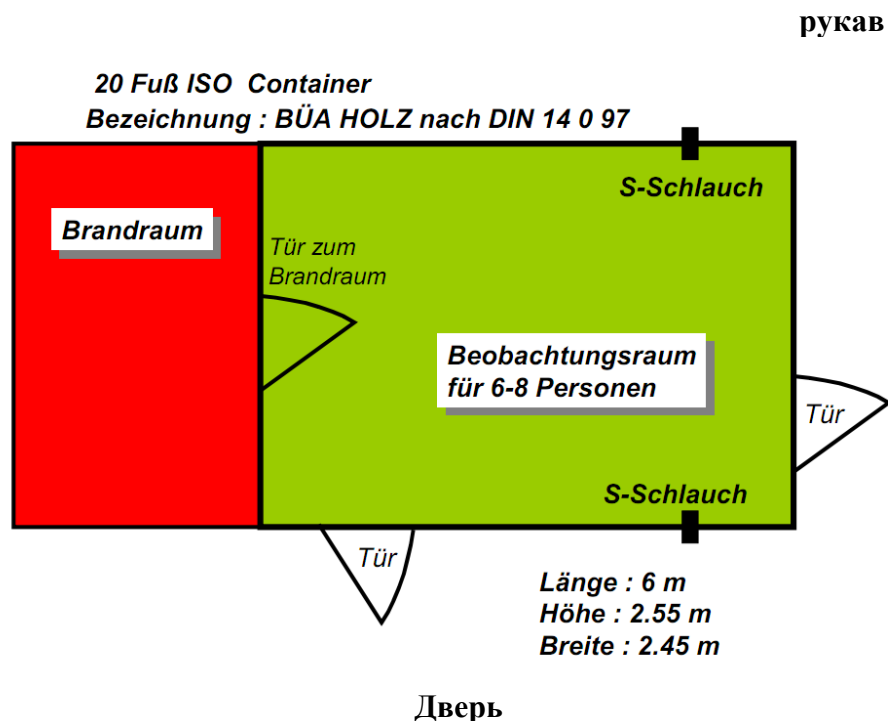 рукав
20 Fuß ISO Container
Bezeichnung : BÜA HOLZ nach DIN 14 0 97
S-Schlauch
Brandraum
Tür zum
Brandraum
Beobachtungsraum
für 6-8 Personen
Tür
S-Schlauch
Tür
Länge : 6 m
Höhe : 2.55 m
Breite : 2.45 m
Дверь